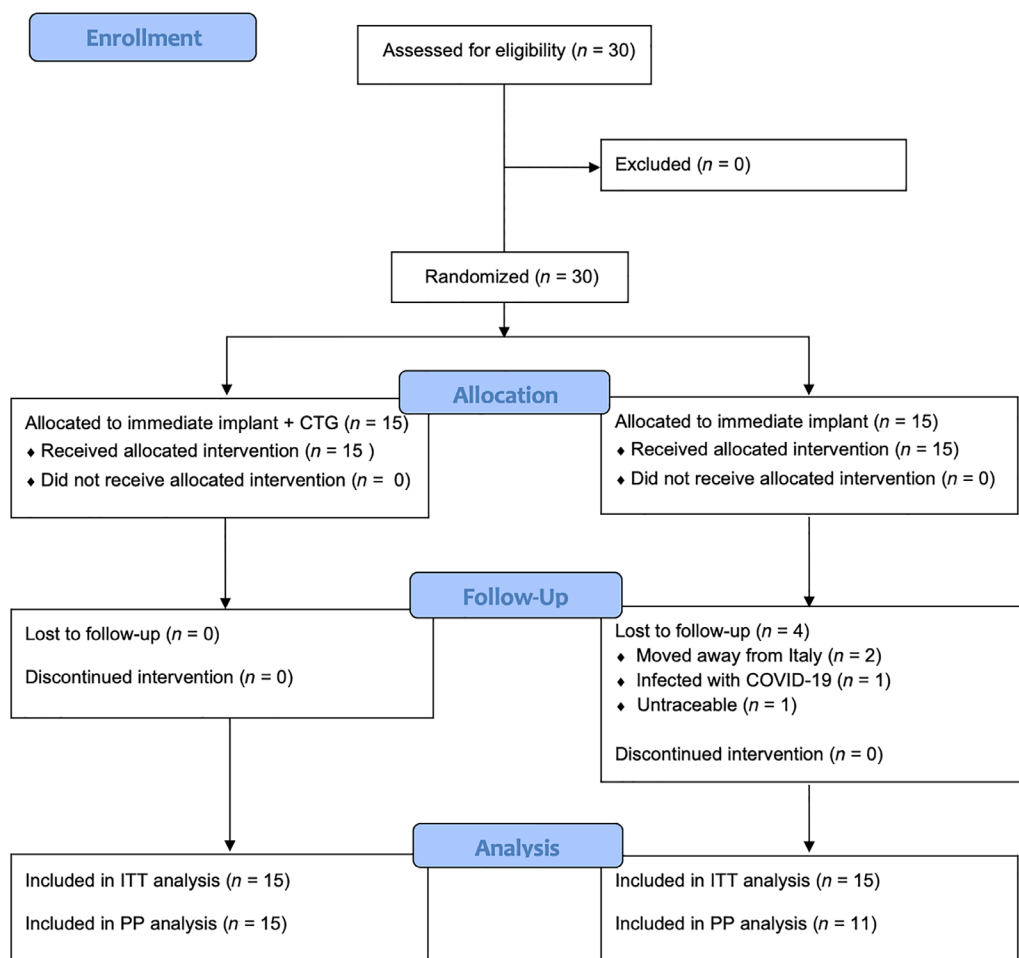 Enrollment
Assessed for eligibility (n = 30)
Excluded (n = 0)
Randomized (n = 30)
Allocation
Allocated to immediate implant + CTG (n = 15)
♦ Received allocated intervention (n = 15 )
♦ Did not receive allocated intervention (n = 0)
Allocated to immediate implant (n = 15)
♦ Received allocated intervention (n = 15)
♦ Did not receive allocated intervention (n = 0)
Follow-Up
Lost to follow-up (n = 0)
Discontinued intervention (n = 0)
Lost to follow-up (n = 4)
♦ Moved away from Italy (n = 2)
♦ Infected with COVID-19 (n = 1)
♦ Untraceable (n = 1)
Discontinued intervention (n = 0)
Analysis
Included in ITT analysis (n = 15)
Included in PP analysis (n = 15)
Included in ITT analysis (n = 15)
Included in PP analysis (n = 11)